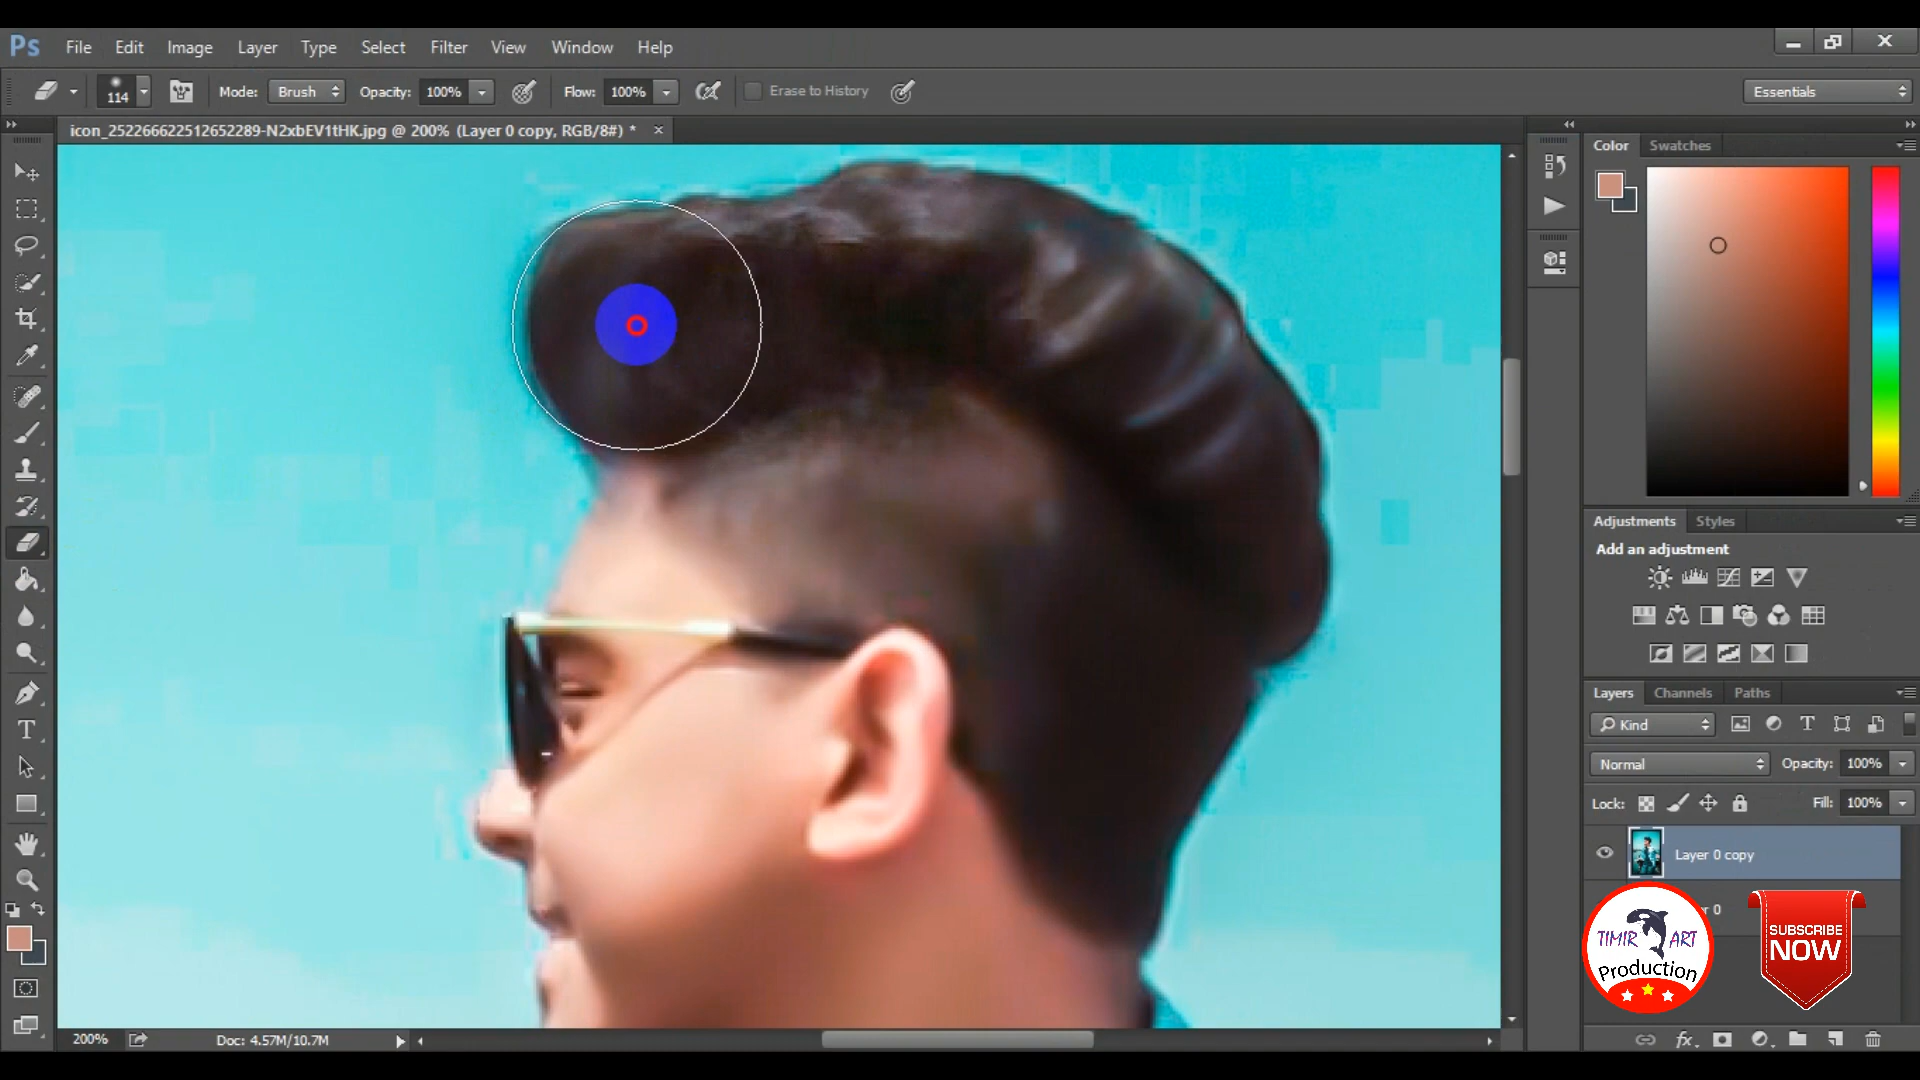 Ps File Edit Image Layer Type Select Filter View Window Help
114 Mode: Brush Opacity: 100% Flow: 100% Erase to History Essentials
icon_252266622512652289-N2xbEV1tHK.jpg @ 200% (Layer 0 copy, RGB/8#) * ×
Color Swatches
Adjustments Styles
Add an adjustment
Layers Channels Paths
Kind
Normal Opacity: 100%
Lock: Fill: 100%
Layer 0 copy
r 0
TIMIR ART
Production
SUBSCRIBE
NOW
200% Doc: 4.57M/10.7M
fx